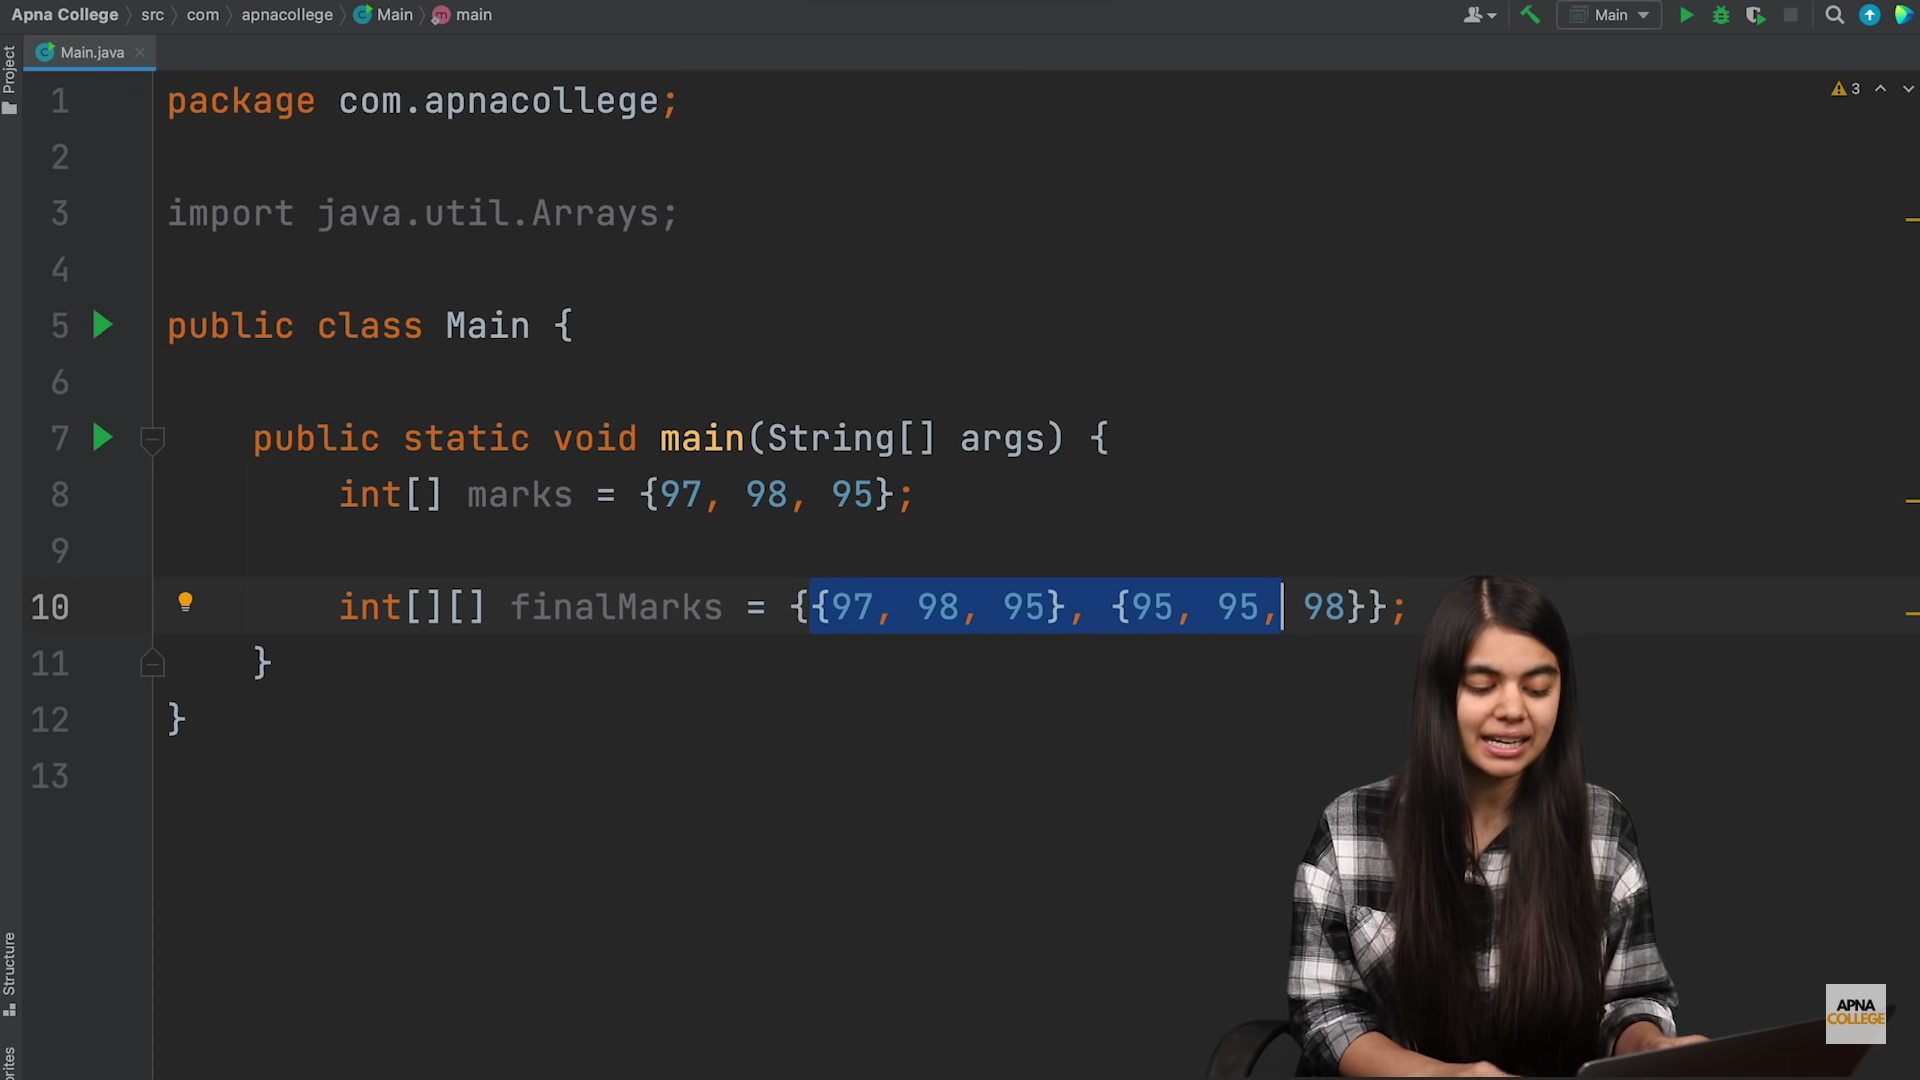 Apna College src com apnacollege Main main
Main
Main.java
Project
3
1 package com.apnacollege;
2
3 import java.util.Arrays;
4
5 public class Main {
6
7 public static void main(String[] args) {
8 int[] marks = {97, 98, 95};
9
10 int[][] finalMarks = {{97, 98, 95}, {95, 95, 98}};
11 }
12 }
13
Structure
APNA
COLLEGE